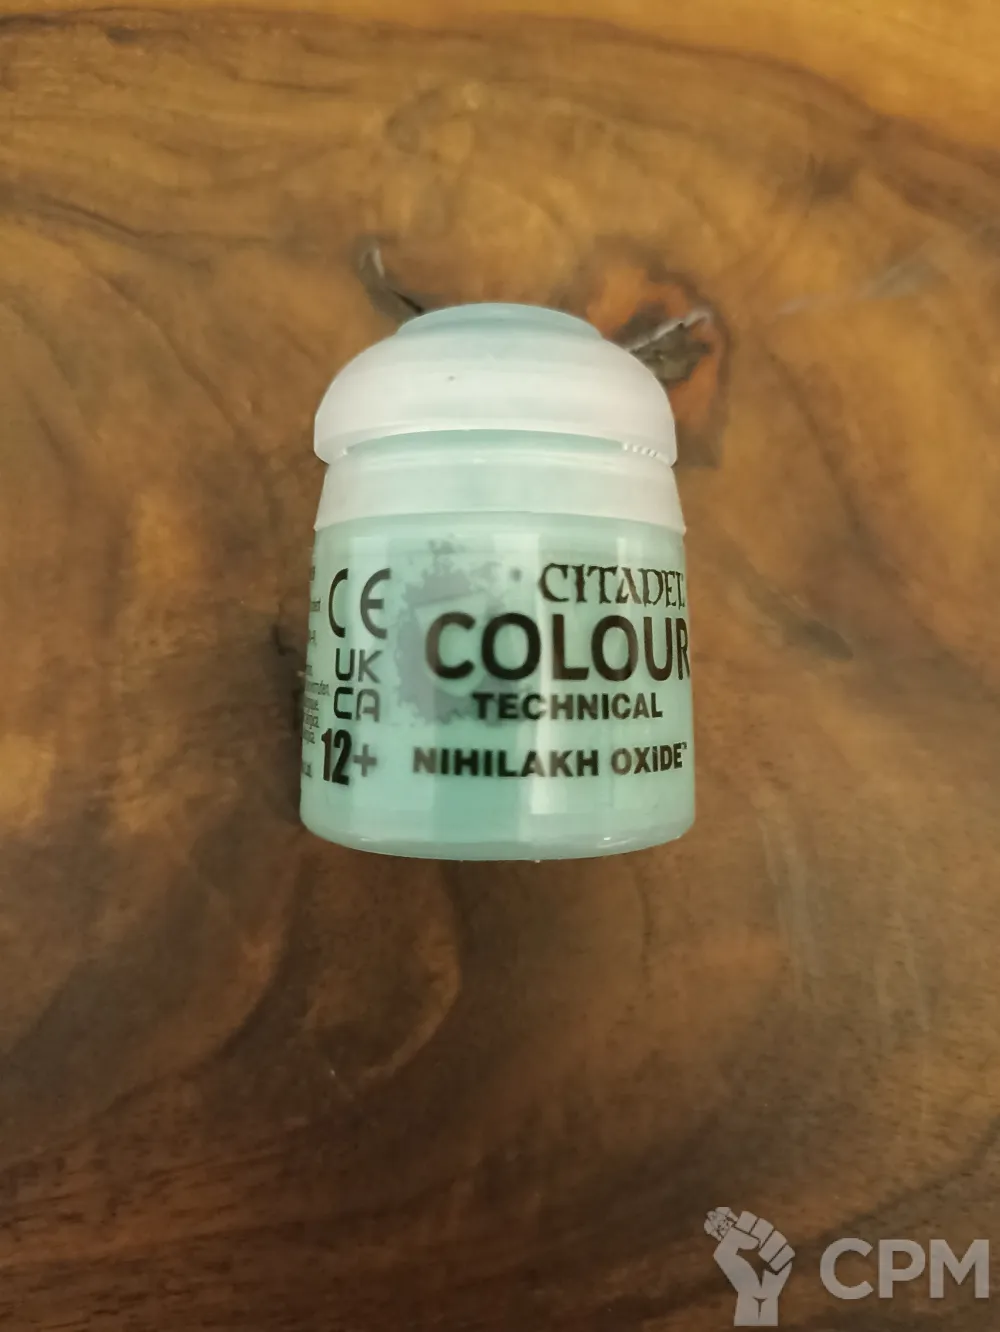 CE
UK
CA
12+
CITADEL
COLOUR
TECHNICAL
NIHILAKH OXIDE™
CPM